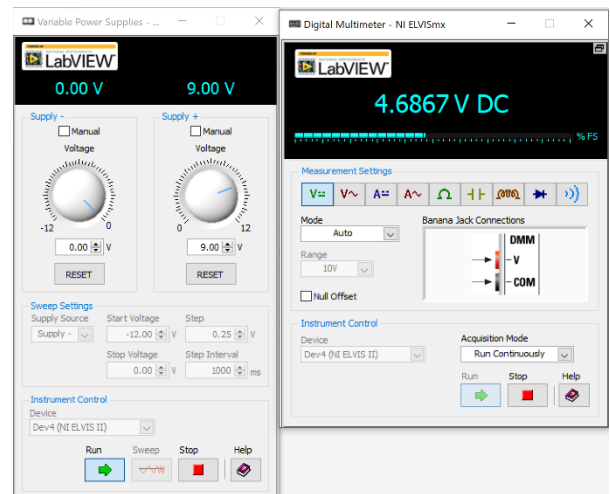 Variable Power Supplies - ...
LabVIEW
0.00 V 9.00 V
Supply - Supply +
Manual Manual
Voltage Voltage
-12 0 0 12
0.00 V 9.00 V
RESET RESET
Sweep Settings
Supply Source Start Voltage Step
Supply - -12.00 V 0.25 V
Stop Voltage Step Interval
0.00 V 1000 ms
Instrument Control
Device
Dev4 (NI ELVIS II)
Run Sweep Stop Help
Digital Multimeter - NI ELVISmx
LabVIEW
4.6867 V DC
% FS
Measurement Settings
V V A A Ω
Mode Banana Jack Connections
Auto
DMM
Range
V
10V
COM
Null Offset
Instrument Control
Device Acquisition Mode
Dev4 (NI ELVIS II) Run Continuously
Run Stop Help